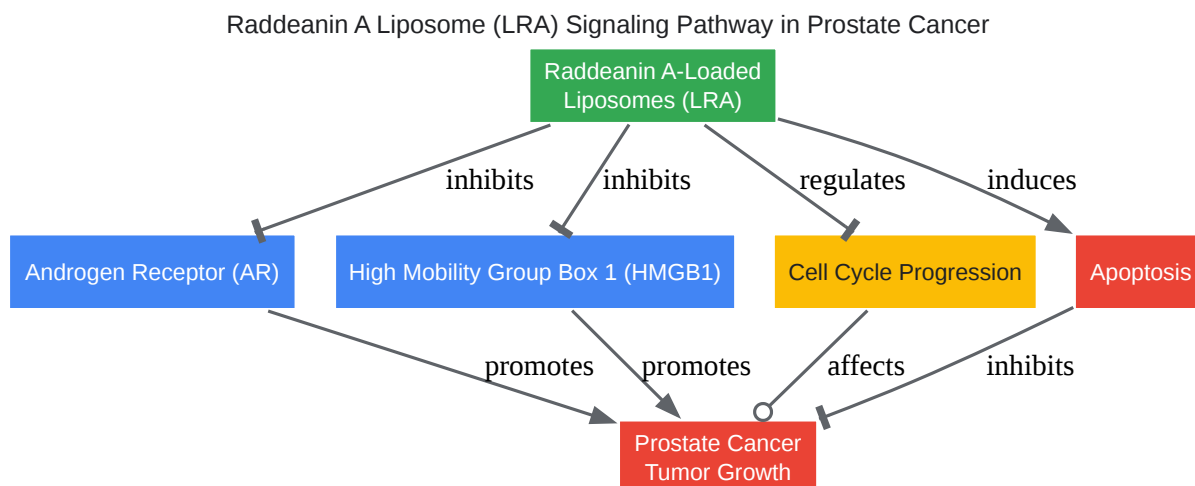 Raddeanin A Liposome (LRA) Signaling Pathway in Prostate Cancer
Raddeanin A-Loaded
Liposomes (LRA)
inhibits
inhibits
regulates
induces
Androgen Receptor (AR)
High Mobility Group Box 1 (HMGB1)
Cell Cycle Progression
Apoptosis
promotes
promotes
affects
inhibits
Prostate Cancer
Tumor Growth